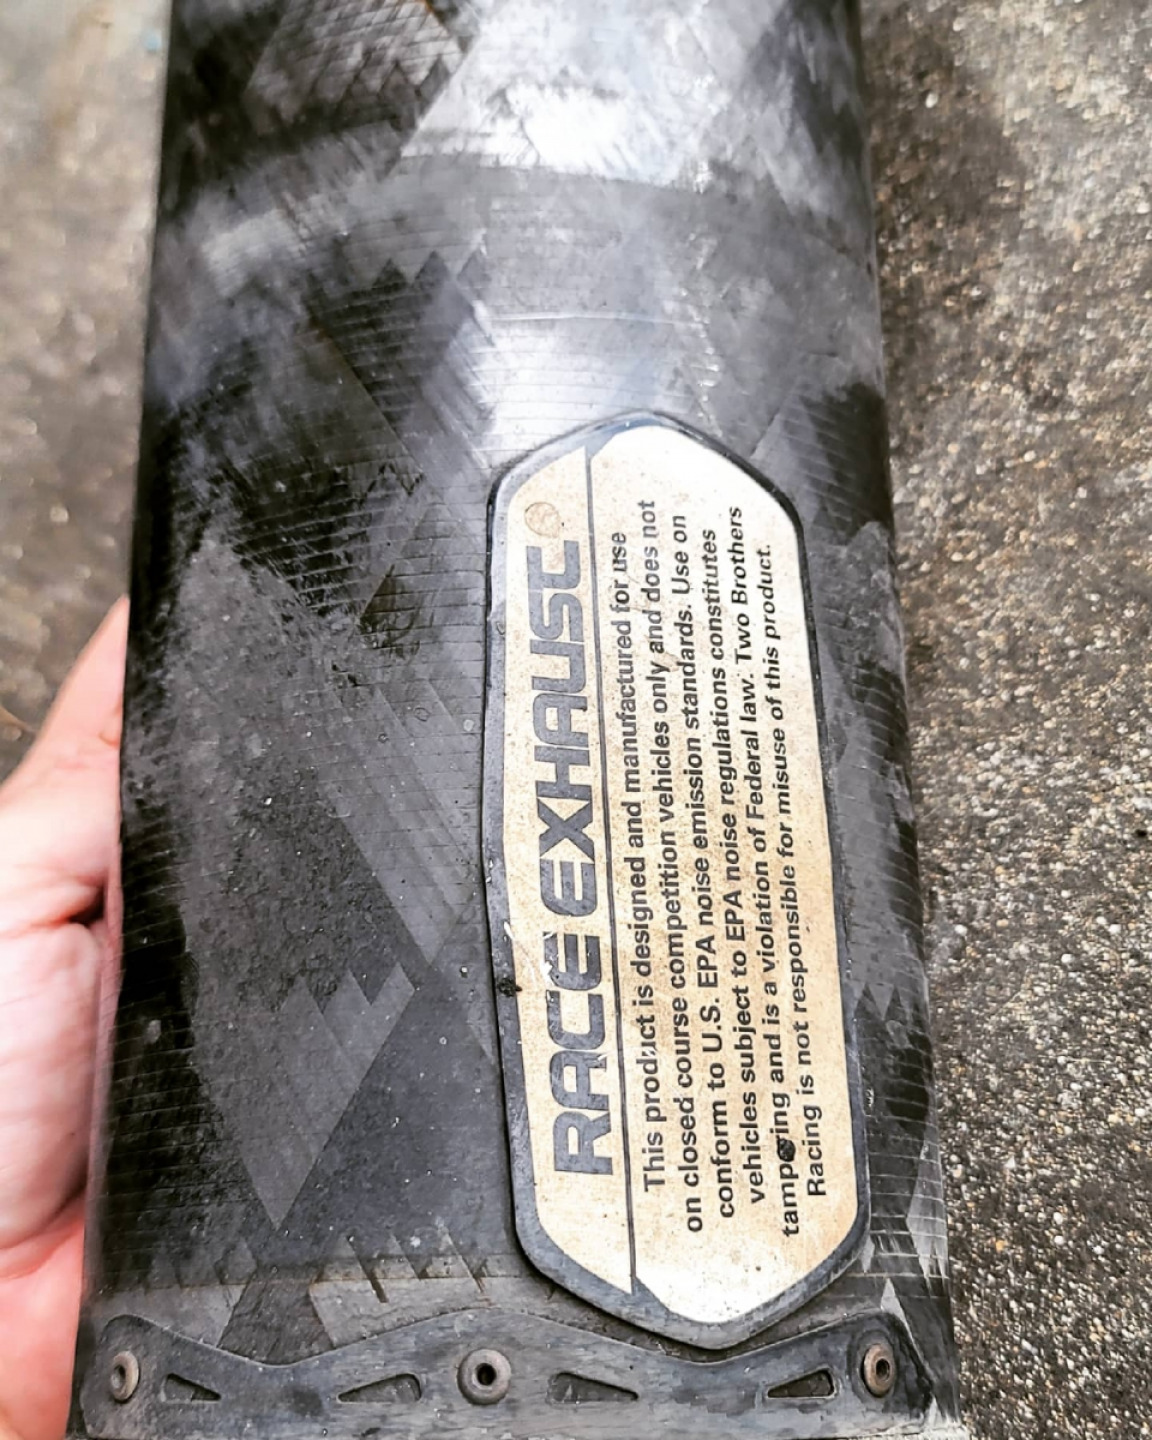 RACE EXHAUST
This product is designed and manufactured for use
on closed course competition vehicles only and does not
conform to U.S. EPA noise emission standards. Use on
vehicles subject to EPA noise regulations constitutes
tampering and is a violation of Federal law. Two Brothers
Racing is not responsible for misuse of this product.